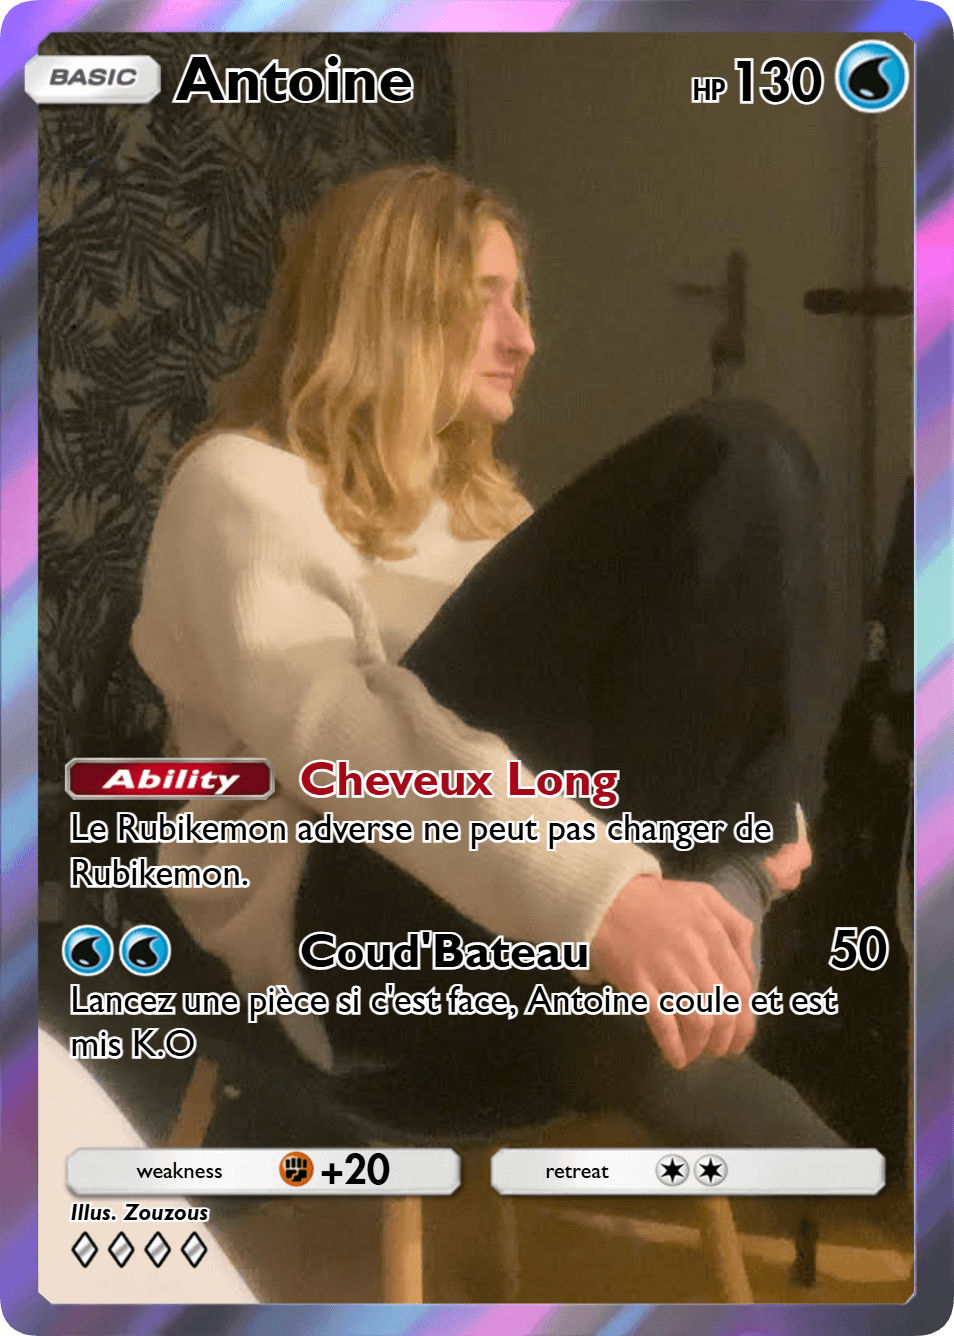 BASIC Antoine HP 130
Ability Cheveux Long
Le Rubikemon adverse ne peut pas changer de
Rubikemon.
Coud'Bateau 50
Lancez une pièce si c'est face, Antoine coule et est
mis K.O
weakness +20 retreat
Illus. Zouzous